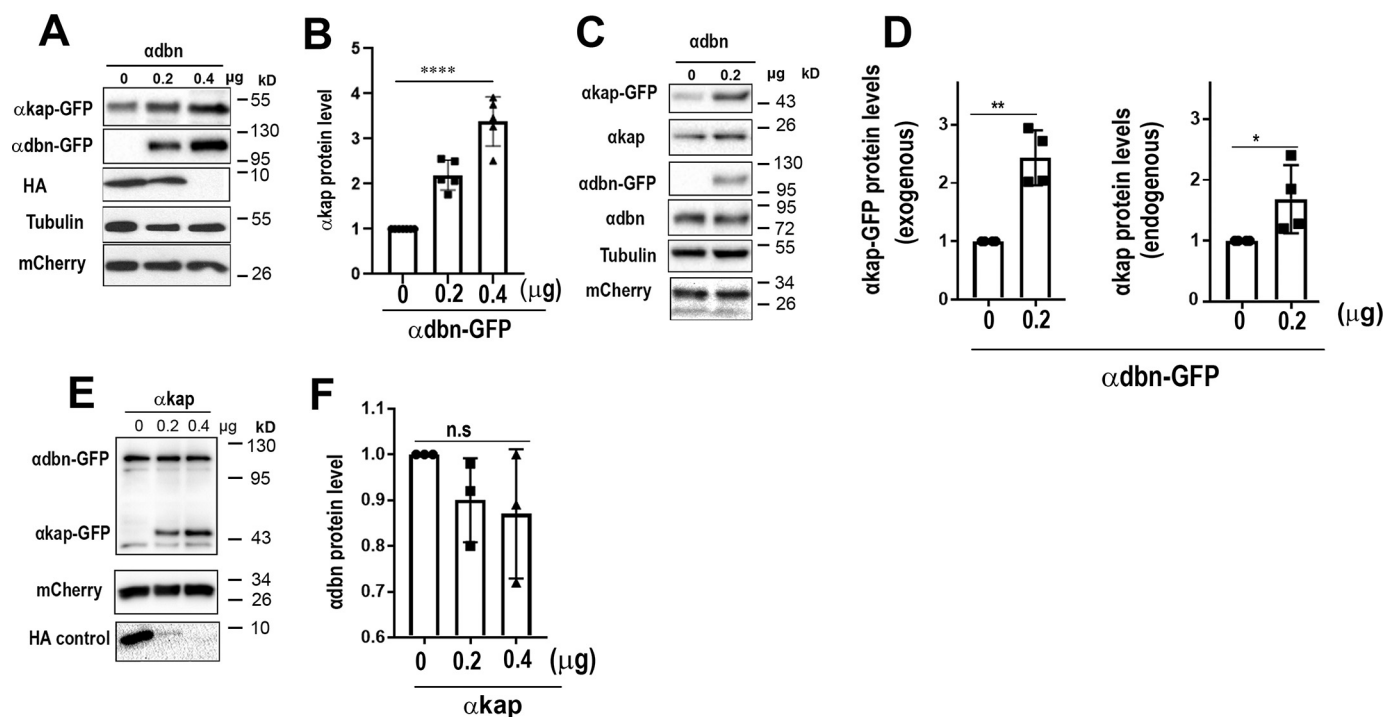 A
αdbn
0 0.2 0.4 μg kD
αkap-GFP
55
αdbn-GFP
130
95
HA
10
Tubulin
55
mCherry
26
B
αkap protein level
5
4
3
2
1
0
****
0 0.2 0.4 (μg)
αdbn-GFP
C
αdbn
0 0.2 μg kD
αkap-GFP
43
αkap
26
αdbn-GFP
130
95
αdbn
95
72
Tubulin
55
mCherry
34
26
D
αkap-GFP protein levels
(exogenous)
3
2
1
0
**
0 0.2
αkap protein levels
(endogenous)
3
2
1
0
*
0 0.2 (μg)
αdbn-GFP
E
αkap
0 0.2 0.4 μg kD
αdbn-GFP
130
95
αkap-GFP
43
mCherry
34
26
HA control
10
F
αdbn protein level
1.1
1.0
0.9
0.8
0.7
0.6
n.s
0 0.2 0.4 (μg)
αkap